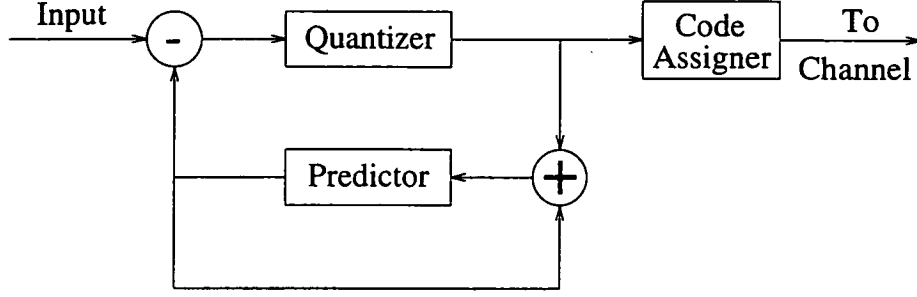 Input
-
Quantizer
Code
Assigner
To
Channel
Predictor
+